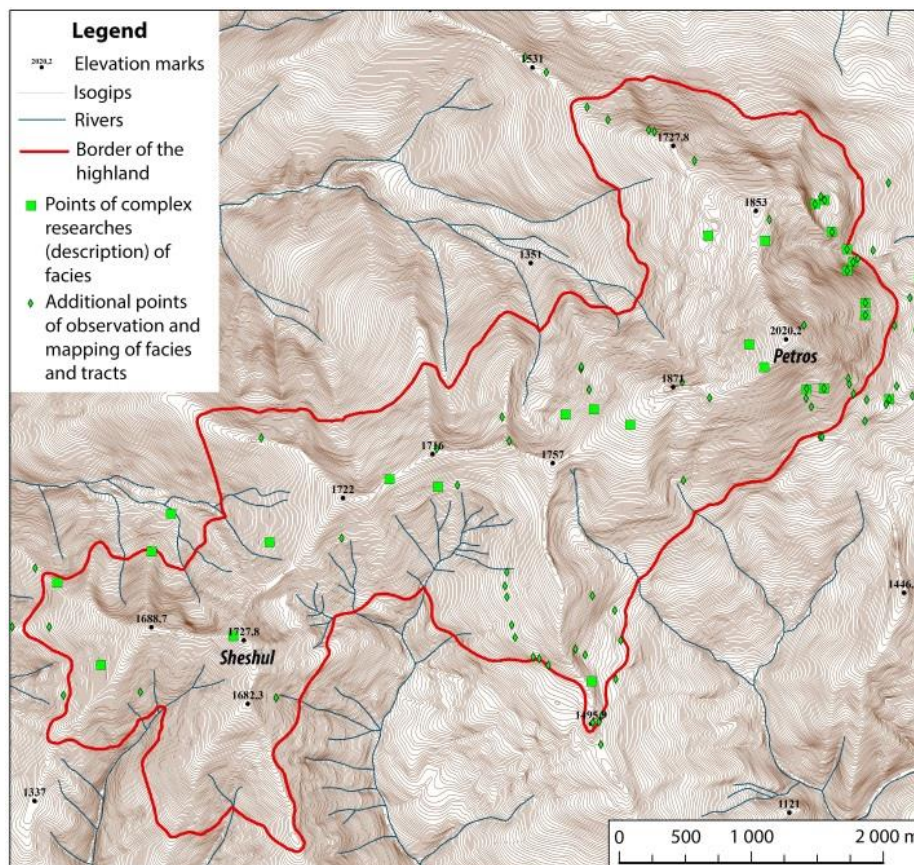 Legend
2020,2 Elevation marks
Isogips
Rivers
Border of the
highland
Points of complex
researches
(description) of
facies
Additional points
of observation and
mapping of facies
and tracts
1531
1727,8
1853
1351
2020,2
Petros
1871
1716
1757
1722
1446,
1688,7
1727,8
Sheshul
1682,3
1495,9
1337
1121
0 500 1 000 2 000 m